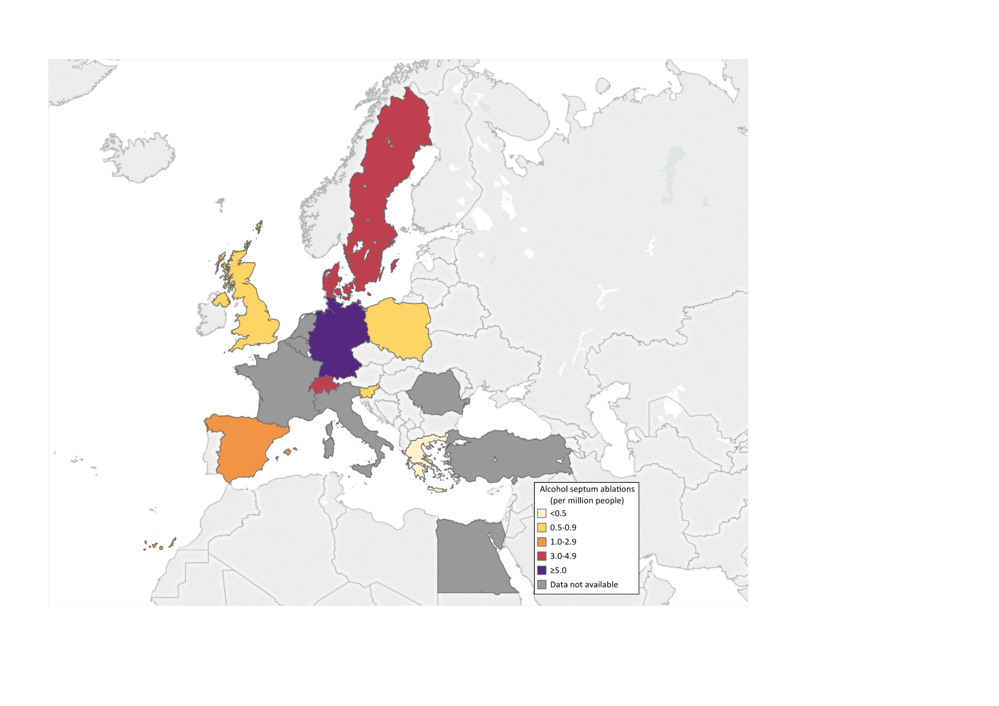 Alcohol septum ablations
(per million people)
<0.5
0.5-0.9
1.0-2.9
3.0-4.9
≥5.0
Data not available